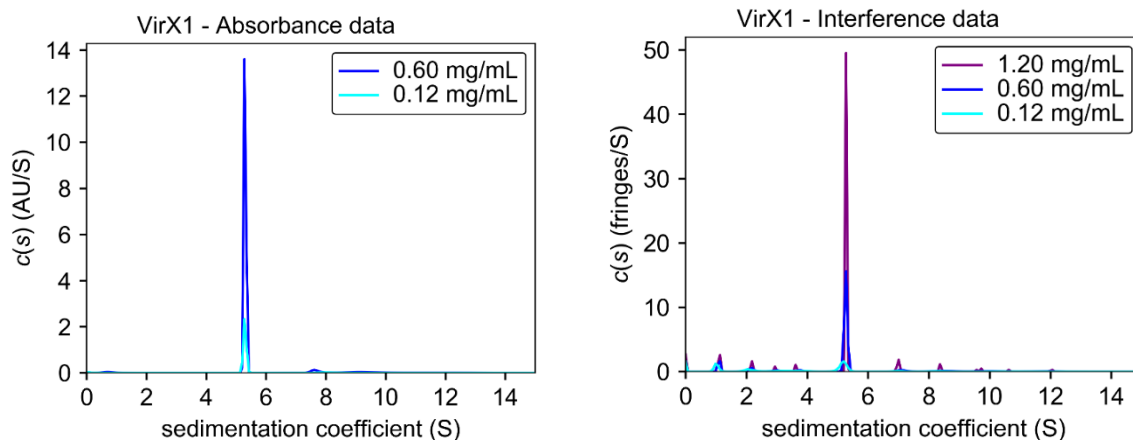 VirX1 - Absorbance data
14
12
10
8
6
4
2
0
c(s) (AU/S)
0.60 mg/mL
0.12 mg/mL
0 2 4 6 8 10 12 14
sedimentation coefficient (S)
VirX1 - Interference data
50
40
30
20
10
0
c(s) (fringes/S)
1.20 mg/mL
0.60 mg/mL
0.12 mg/mL
0 2 4 6 8 10 12 14
sedimentation coefficient (S)